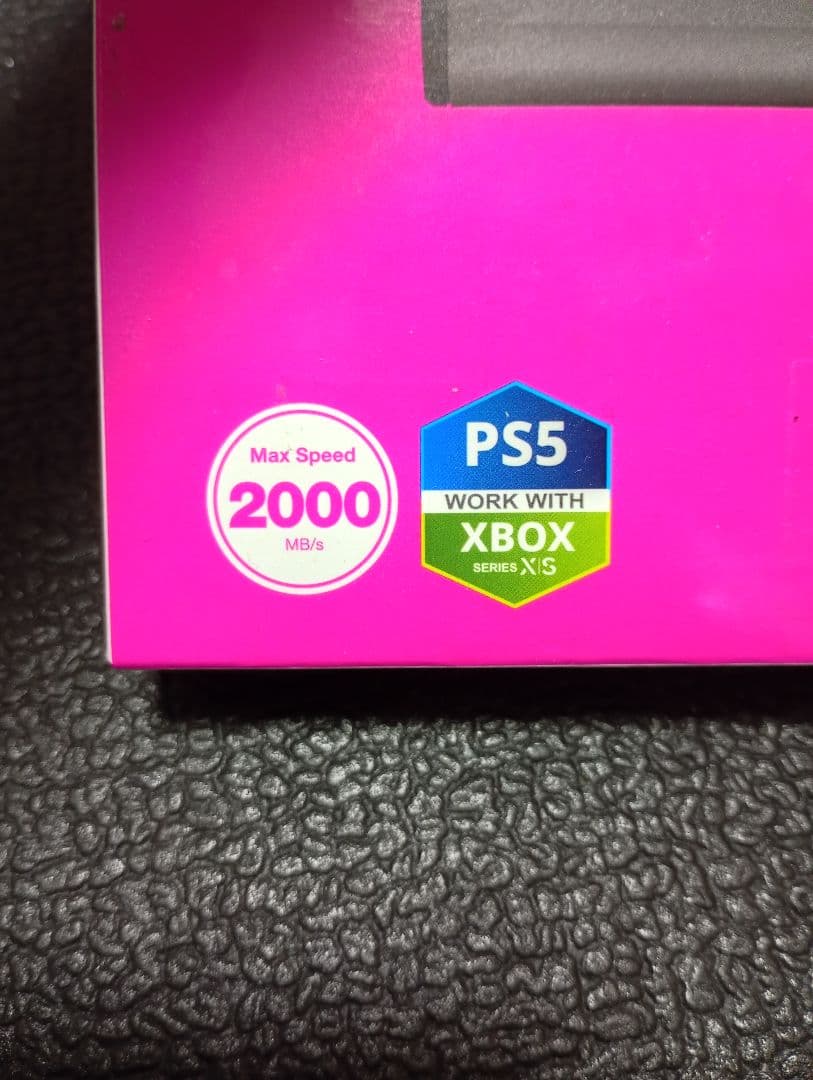 Max Speed
2000
MB/s
PS5
WORK WITH
XBOX
SERIES X|S